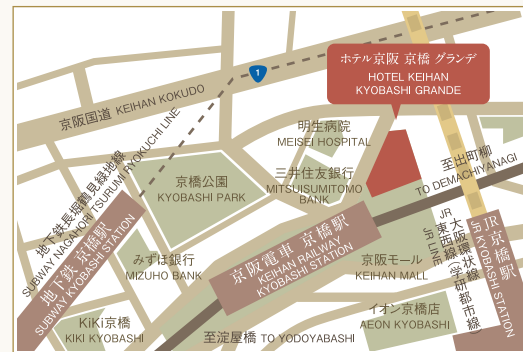 ホテル京阪 京橋 グランデ
HOTEL KEIHAN
KYOBASHI GRANDE
1
京阪国道 KEIHAN KOKUDO
明生病院
MEISEI HOSPITAL
地下鉄長堀鶴見緑地線
SUBWAY NAGAHORI TSURUMI RYOKUCHI LINE
京橋公園
KYOBASHI PARK
三井住友銀行
MITSUISUMITOMO
BANK
至出町柳
TO DEMACHIYANAGI
地下鉄 京橋駅
SUBWAY KYOBASHI STATION
みずほ銀行
MIZUHO BANK
京阪電車 京橋駅
KEIHAN RAILWAY
KYOBASHI STATION
京阪モール
KEIHAN MALL
大阪環状線
JR東西線(学研都市線)
JR LINE
JR京橋駅
JR KYOBASHI STATION
KiKi京橋
KIKI KYOBASHI
至淀屋橋 TO YODOYABASHI
イオン京橋店
AEON KYOBASHI